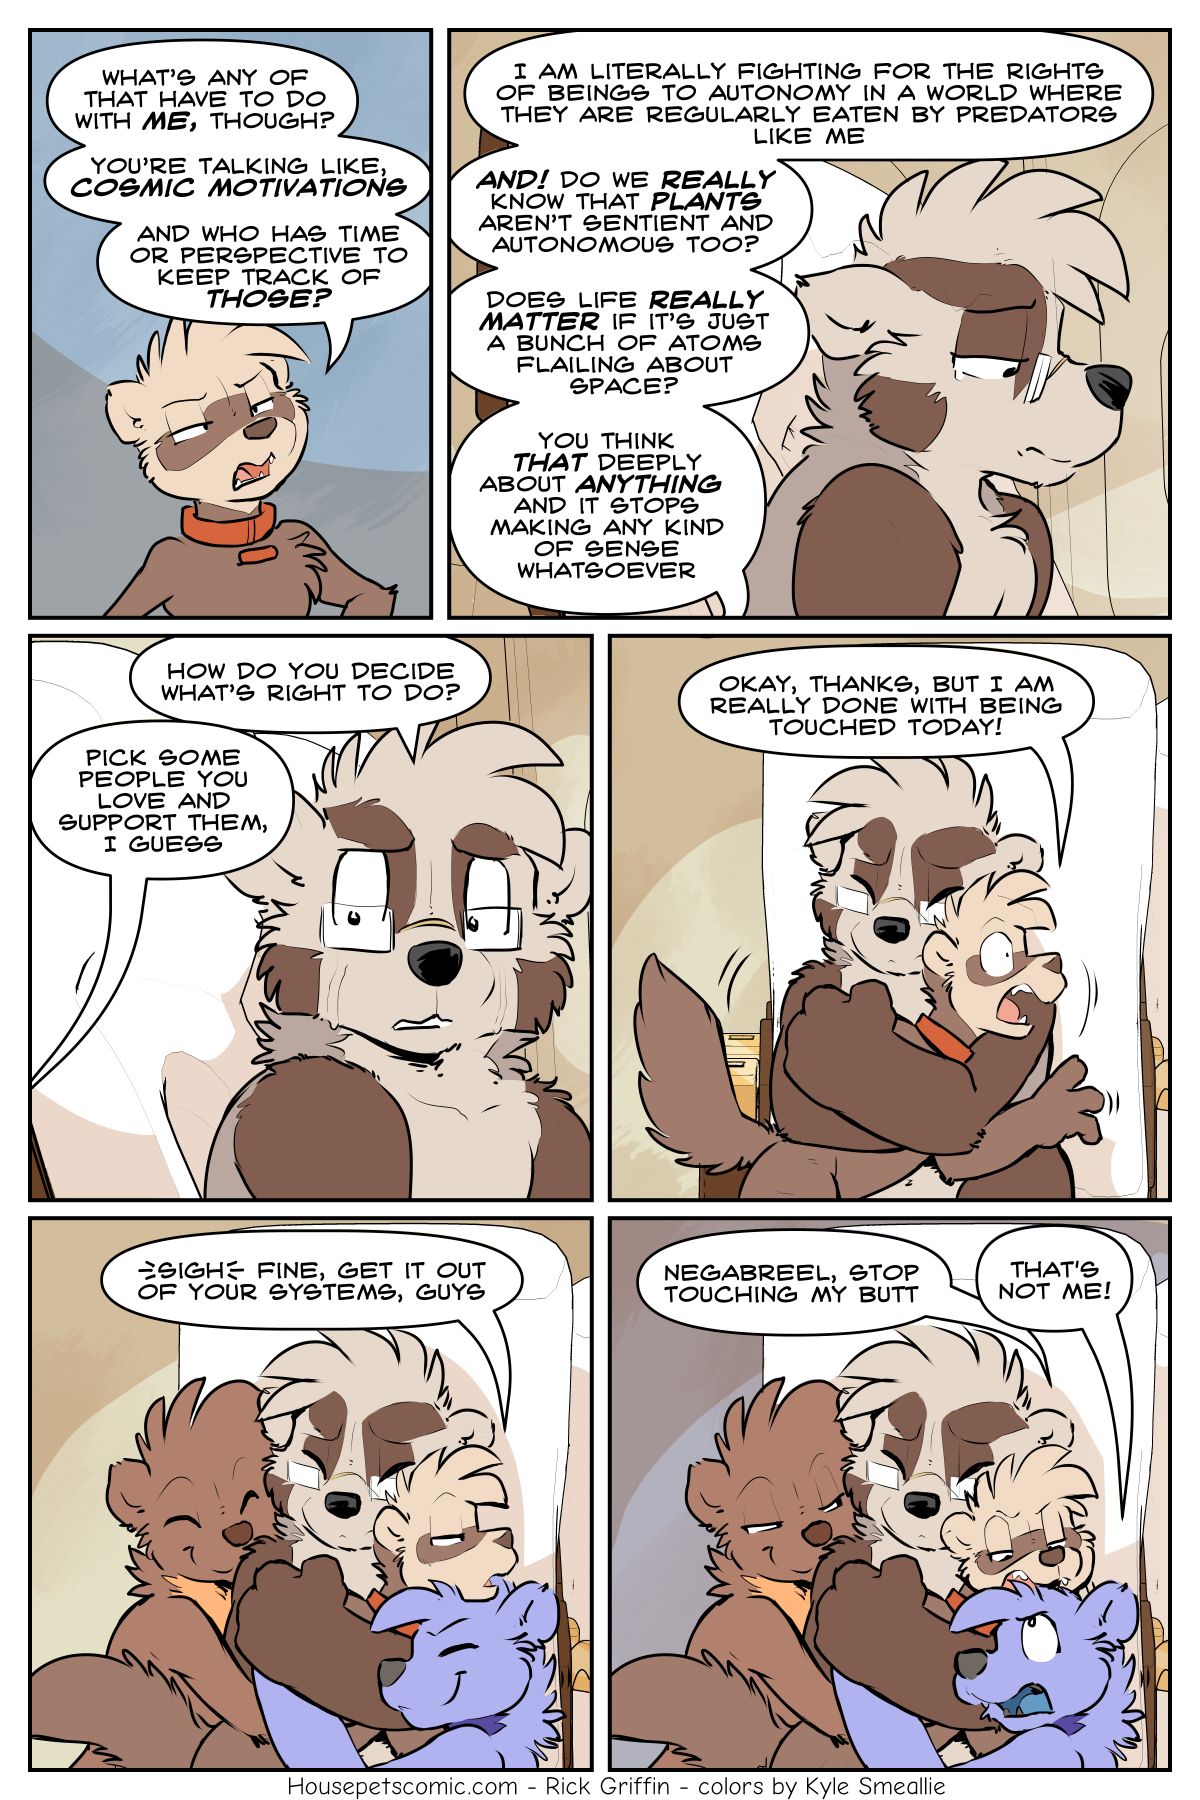 WHAT'S ANY OF
THAT HAVE TO DO
WITH ME, THOUGH?
YOU'RE TALKING LIKE,
COSMIC MOTIVATIONS
AND WHO HAS TIME
OR PERSPECTIVE TO
KEEP TRACK OF
THOSE?
I AM LITERALLY FIGHTING FOR THE RIGHTS
OF BEINGS TO AUTONOMY IN A WORLD WHERE
THEY ARE REGULARLY EATEN BY PREDATORS
LIKE ME
AND! DO WE REALLY
KNOW THAT PLANTS
AREN'T SENTIENT AND
AUTONOMOUS TOO?
DOES LIFE REALLY
MATTER IF IT'S JUST
A BUNCH OF ATOMS
FLAILING ABOUT
SPACE?
YOU THINK
THAT DEEPLY
ABOUT ANYTHING
AND IT STOPS
MAKING ANY KIND
OF SENSE
WHATSOEVER
HOW DO YOU DECIDE
WHAT'S RIGHT TO DO?
PICK SOME
PEOPLE YOU
LOVE AND
SUPPORT THEM,
I GUESS
OKAY, THANKS, BUT I AM
REALLY DONE WITH BEING
TOUCHED TODAY!
SIGH FINE, GET IT OUT
OF YOUR SYSTEMS, GUYS
NEGABREEL, STOP
TOUCHING MY BUTT
THAT'S
NOT ME!
Housepetscomic.com - Rick Griffin - colors by Kyle Smeallie